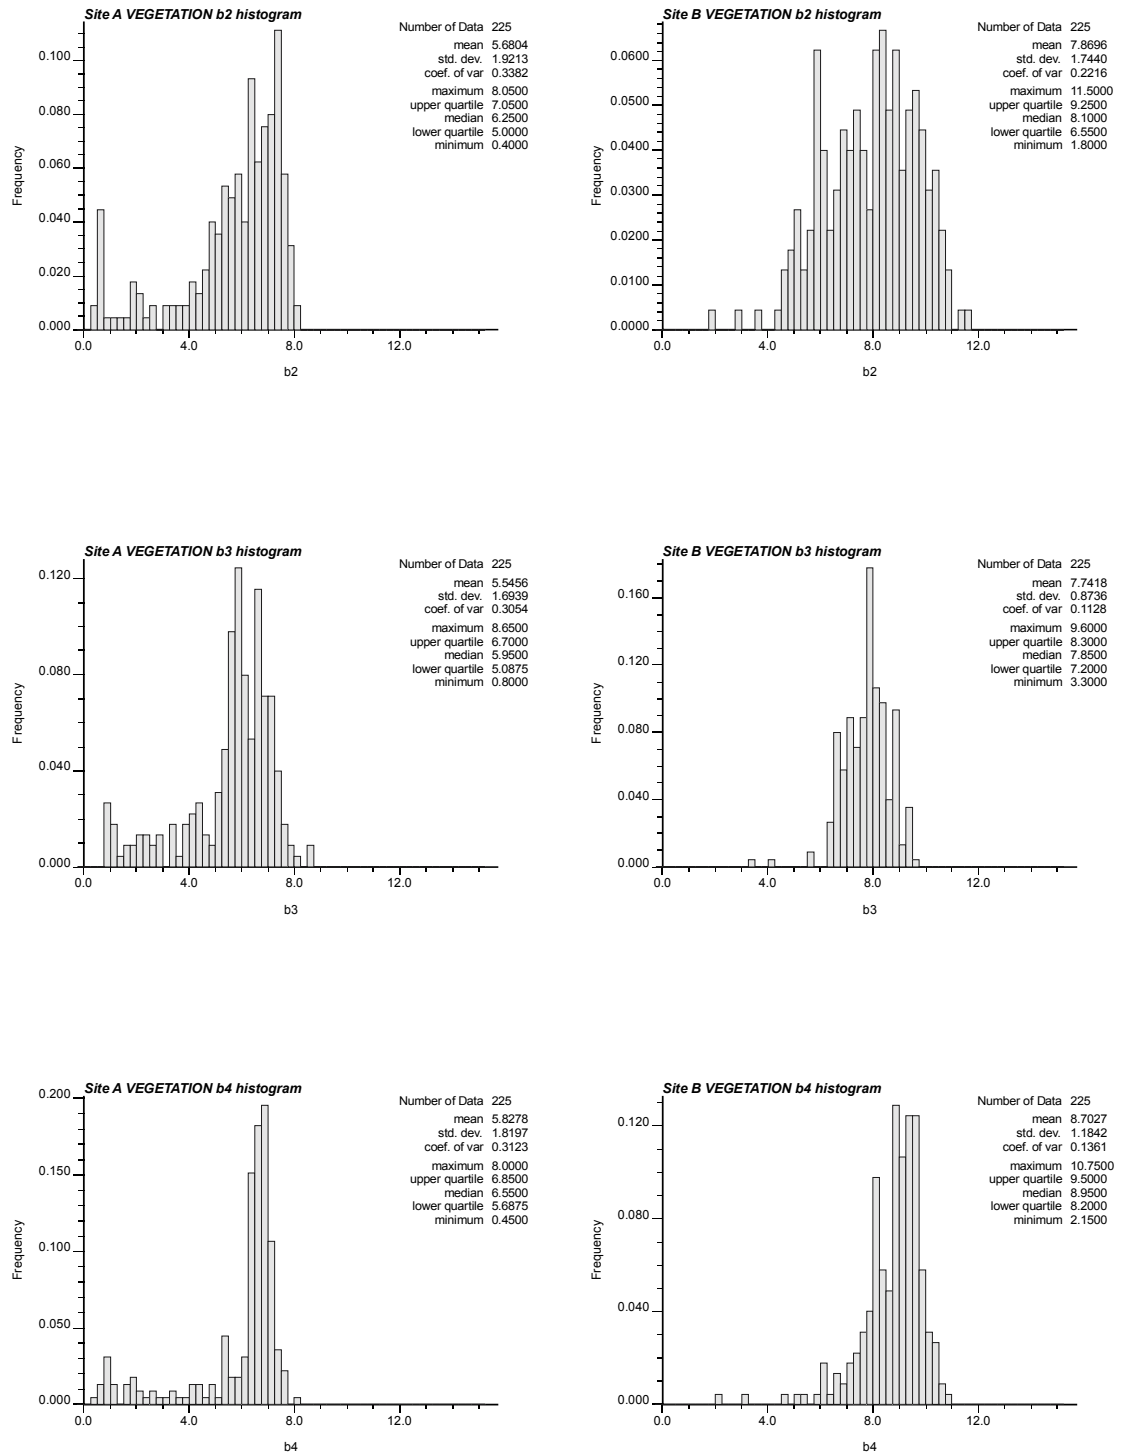 Site A VEGETATION b2 histogram
Number of Data 225
mean 5.6804
std. dev. 1.9213
coef. of var 0.3382
maximum 8.0500
upper quartile 7.0500
median 6.2500
lower quartile 5.0000
minimum 0.4000
Frequency
0.100
0.080
0.060
0.040
0.020
0.000
0.0 4.0 8.0 12.0
b2
Site B VEGETATION b2 histogram
Number of Data 225
mean 7.8696
std. dev. 1.7440
coef. of var 0.2216
maximum 11.5000
upper quartile 9.2500
median 8.1000
lower quartile 6.5500
minimum 1.8000
Frequency
0.0600
0.0500
0.0400
0.0300
0.0200
0.0100
0.0000
0.0 4.0 8.0 12.0
b2
Site A VEGETATION b3 histogram
Number of Data 225
mean 5.5456
std. dev. 1.6939
coef. of var 0.3054
maximum 8.6500
upper quartile 6.7000
median 5.9500
lower quartile 5.0875
minimum 0.8000
Frequency
0.120
0.080
0.040
0.000
0.0 4.0 8.0 12.0
b3
Site B VEGETATION b3 histogram
Number of Data 225
mean 7.7418
std. dev. 0.8736
coef. of var 0.1128
maximum 9.6000
upper quartile 8.3000
median 7.8500
lower quartile 7.2000
minimum 3.3000
Frequency
0.160
0.120
0.080
0.040
0.000
0.0 4.0 8.0 12.0
b3
Site A VEGETATION b4 histogram
Number of Data 225
mean 5.8278
std. dev. 1.8197
coef. of var 0.3123
maximum 8.0000
upper quartile 6.8500
median 6.5500
lower quartile 5.6875
minimum 0.4500
Frequency
0.200
0.150
0.100
0.050
0.000
0.0 4.0 8.0 12.0
b4
Site B VEGETATION b4 histogram
Number of Data 225
mean 8.7027
std. dev. 1.1842
coef. of var 0.1361
maximum 10.7500
upper quartile 9.5000
median 8.9500
lower quartile 8.2000
minimum 2.1500
Frequency
0.120
0.080
0.040
0.000
0.0 4.0 8.0 12.0
b4